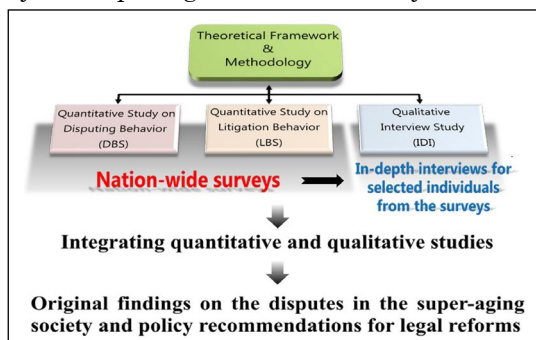 Theoretical Framework
&
Methodology
Quantitative Study on
Disputing Behavior
(DBS)
Quantitative Study on
Litigation Behavior
(LBS)
Qualitative
Interview Study
(IDI)
Nation-wide surveys
In-depth interviews for
selected individuals
from the surveys
Integrating quantitative and qualitative studies
Original findings on the disputes in the super-aging
society and policy recommendations for legal reforms